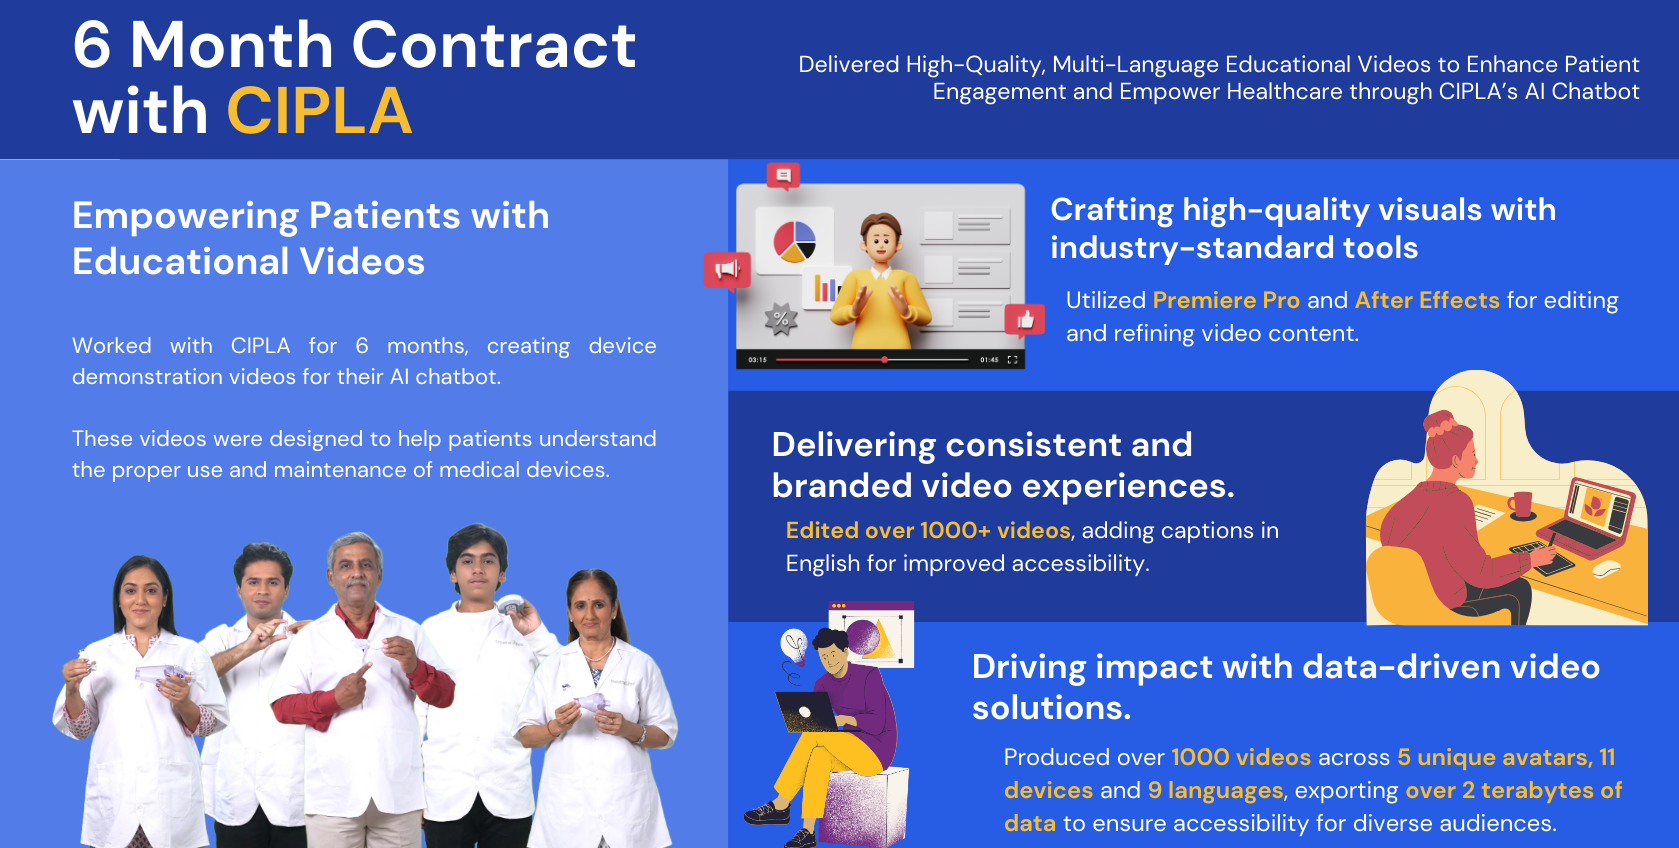 6 Month Contract
with CIPLA
Delivered High-Quality, Multi-Language Educational Videos to Enhance Patient
Engagement and Empower Healthcare through CIPLA's AI Chatbot
Empowering Patients with
Educational Videos
Worked with CIPLA for 6 months, creating device
demonstration videos for their AI chatbot.
These videos were designed to help patients understand
the proper use and maintenance of medical devices.
%
03:15
01:45
Crafting high-quality visuals with
industry-standard tools
Utilized Premiere Pro and After Effects for editing
and refining video content.
Delivering consistent and
branded video experiences.
Edited over 1000+ videos, adding captions in
English for improved accessibility.
Driving impact with data-driven video
solutions.
Produced over 1000 videos across 5 unique avatars, 11
devices and 9 languages, exporting over 2 terabytes of
data to ensure accessibility for diverse audiences.